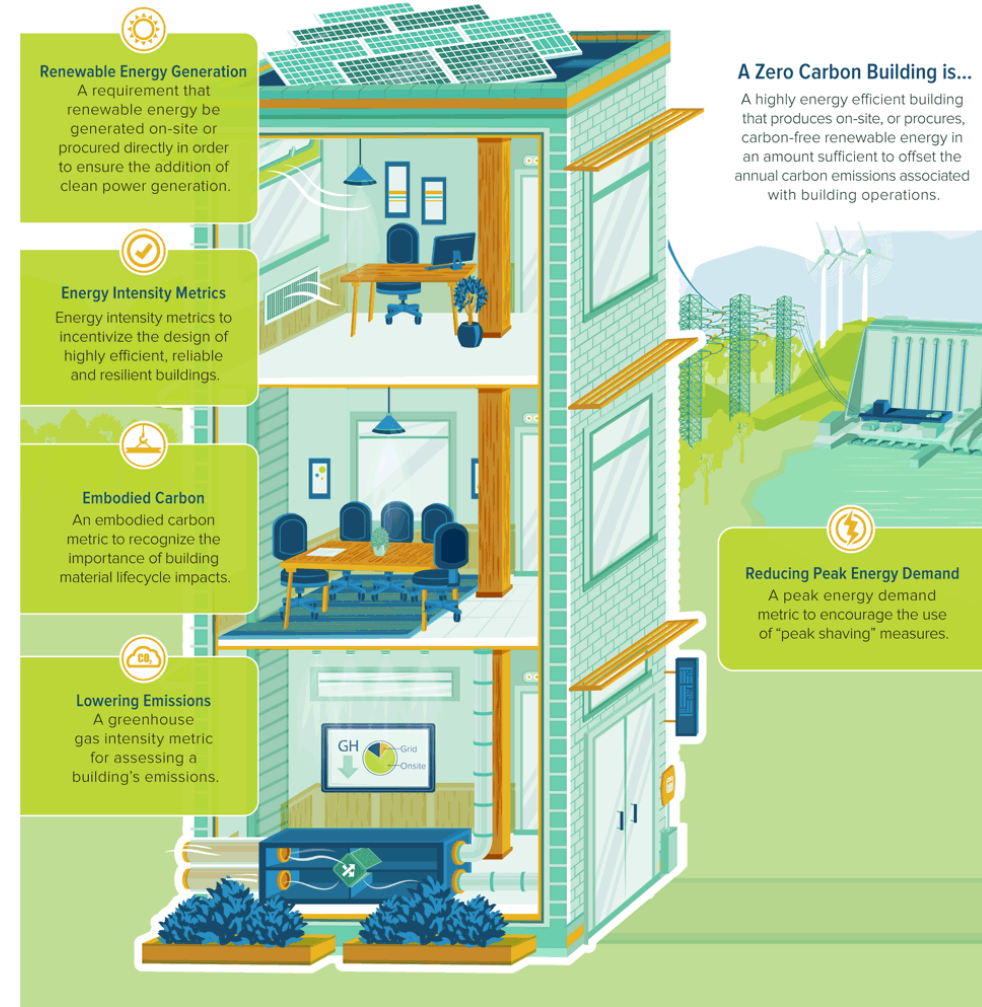 Renewable Energy Generation
A requirement that
renewable energy be
generated on-site or
procured directly in order
to ensure the addition of
clean power generation.
A Zero Carbon Building is...
A highly energy efficient building
that produces on-site, or procures,
carbon-free renewable energy in
an amount sufficient to offset the
annual carbon emissions associated
with building operations.
Energy Intensity Metrics
Energy intensity metrics to
incentivize the design of
highly efficient, reliable
and resilient buildings.
Embodied Carbon
An embodied carbon
metric to recognize the
importance of building
material lifecycle impacts.
Reducing Peak Energy Demand
A peak energy demand
metric to encourage the use
of “peak shaving” measures.
CO₂
Lowering Emissions
A greenhouse
gas intensity metric
for assessing a
building’s emissions.
GH
Grid
Onsite